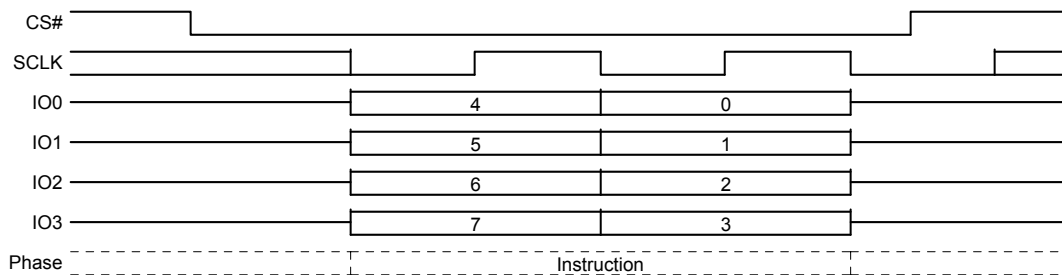 CS#
SCLK
IO0 4 0
IO1 5 1
IO2 6 2
IO3 7 3
Phase Instruction